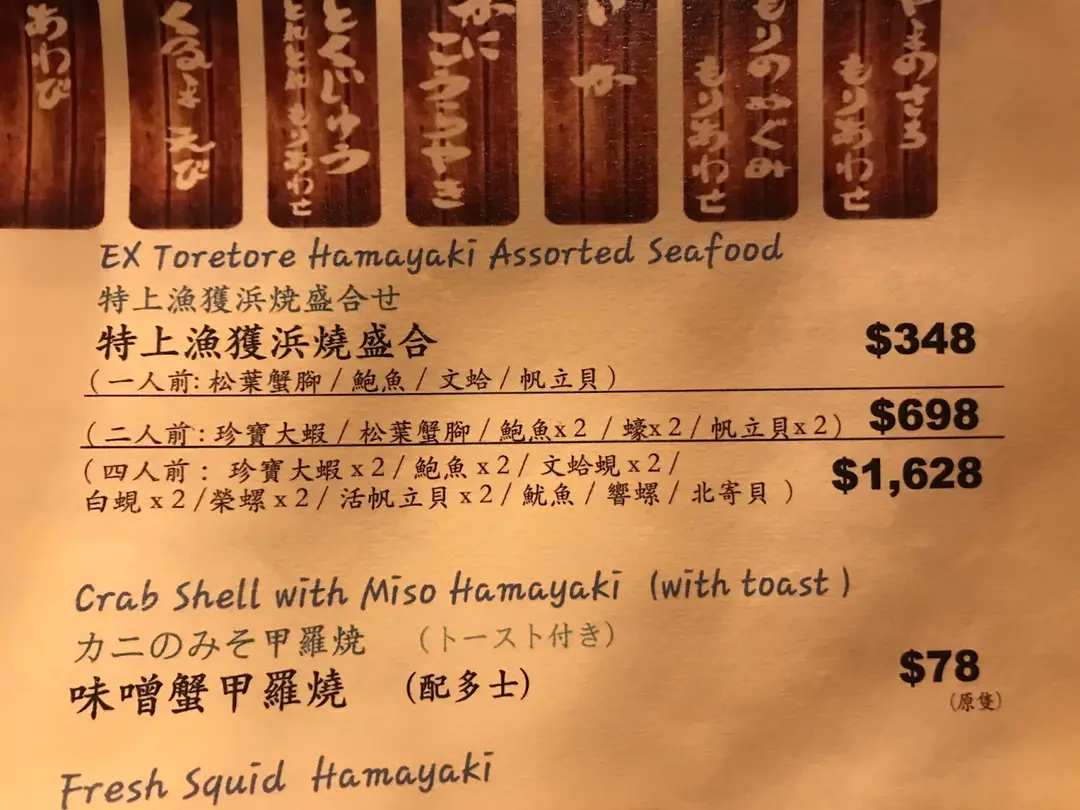 あわび
くるまえび
とくじゅう
とれとれ もりあわせ
かに
こうらやき
いか
もりのめぐみ
もりあわせ
やまのさち
もりあわせ
EX Toretore Hamayaki Assorted Seafood
特上漁獲浜焼盛合せ
特上漁獲浜燒盛合
$348
(一人前: 松葉蟹腳 / 鮑魚 / 文蛤 / 帆立貝)
(二人前: 珍寶大蝦 / 松葉蟹腳 / 鮑魚x2 / 蠔x2 / 帆立貝x2) $698
(四人前: 珍寶大蝦 x 2 / 鮑魚 x 2 / 文蛤蜆 x 2 / $1,628
白蜆 x 2 / 榮螺 x 2 / 活帆立貝 x 2 / 魷魚 / 響螺 / 北寄貝 )
Crab Shell with Miso Hamayaki (with toast)
カニのみそ甲羅焼 (トースト付き)
味噌蟹甲羅燒 (配多士) $78
(原隻)
Fresh Squid Hamayaki